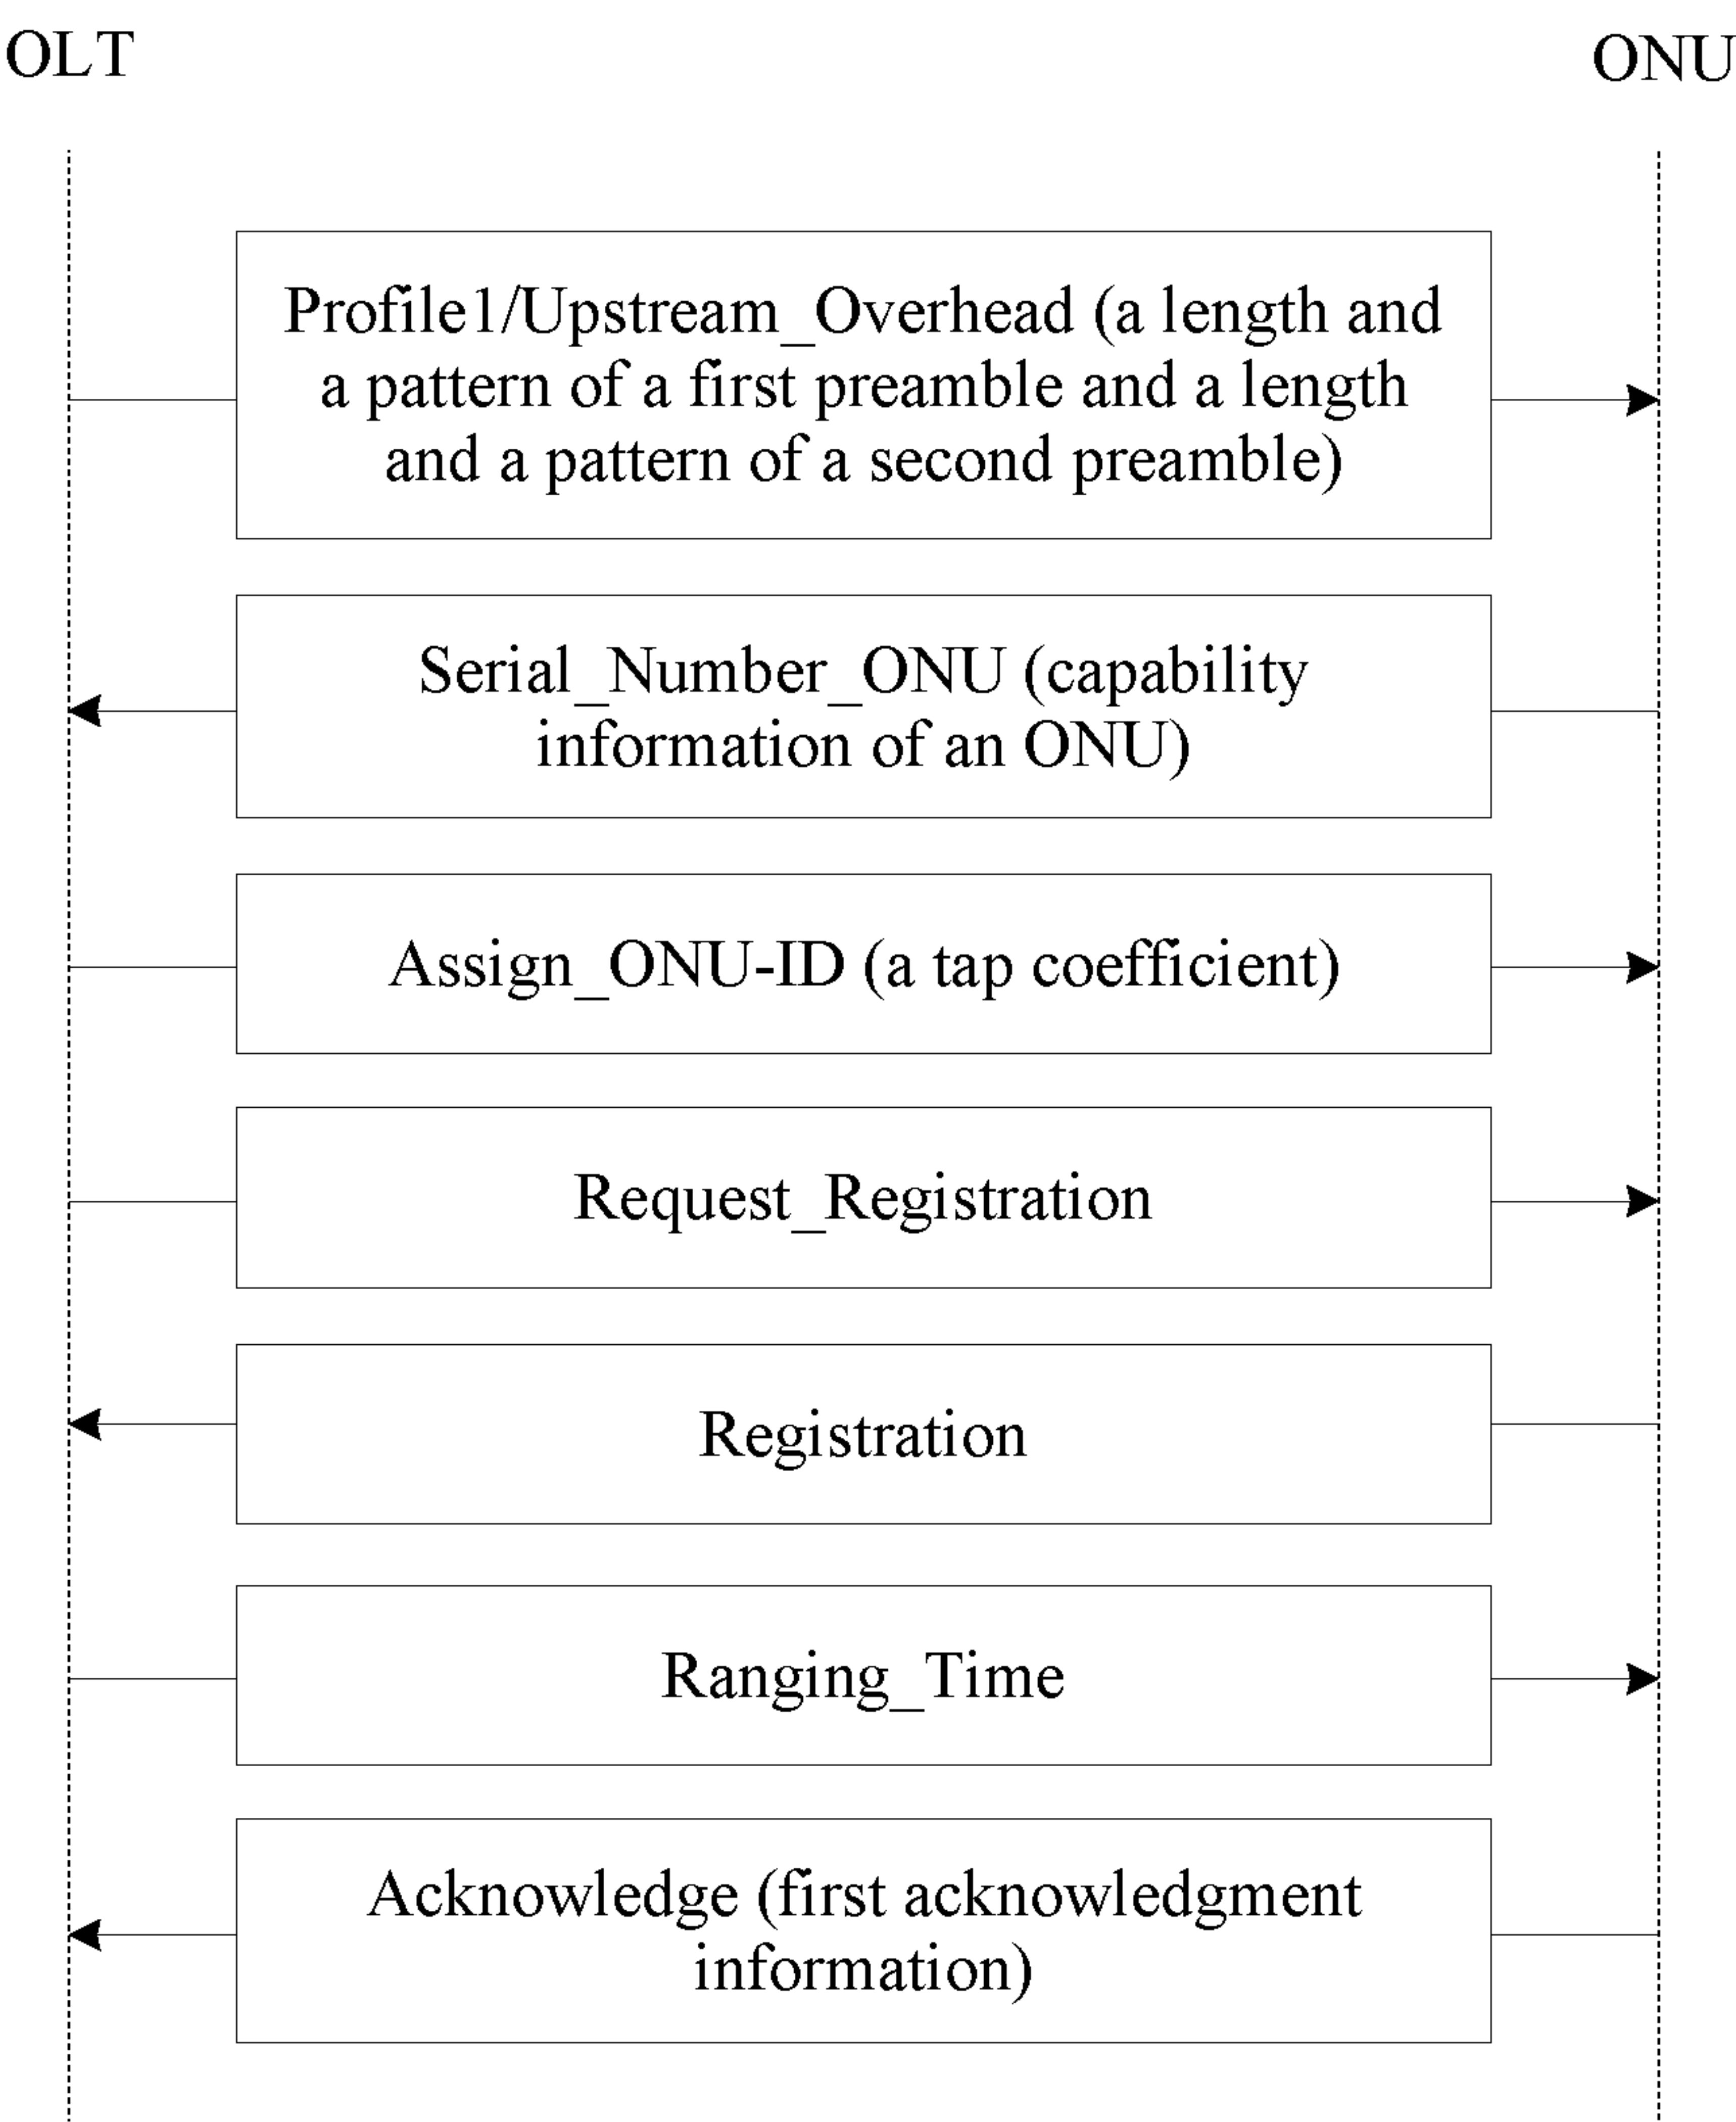 OLT
ONU
Profile1/Upstream_Overhead (a length and
a pattern of a first preamble and a length
and a pattern of a second preamble)
Serial_Number_ONU (capability
information of an ONU)
Assign_ONU-ID (a tap coefficient)
Request_Registration
Registration
Ranging_Time
Acknowledge (first acknowledgment
information)